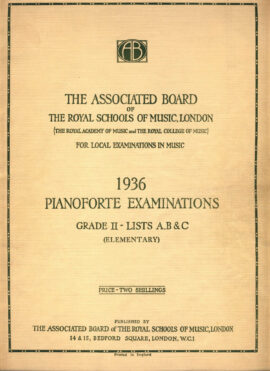 AB
THE ASSOCIATED BOARD
OF
THE ROYAL SCHOOLS OF MUSIC, LONDON
(THE ROYAL ACADEMY OF MUSIC AND THE ROYAL COLLEGE OF MUSIC)
FOR LOCAL EXAMINATIONS IN MUSIC
1936
PIANOFORTE EXAMINATIONS
GRADE II - LISTS A, B & C
(ELEMENTARY)
PRICE - TWO SHILLINGS
PUBLISHED BY
THE ASSOCIATED BOARD of THE ROYAL SCHOOLS OF MUSIC, LONDON
14 & 15, BEDFORD SQUARE, LONDON, W.C.1
Printed in England